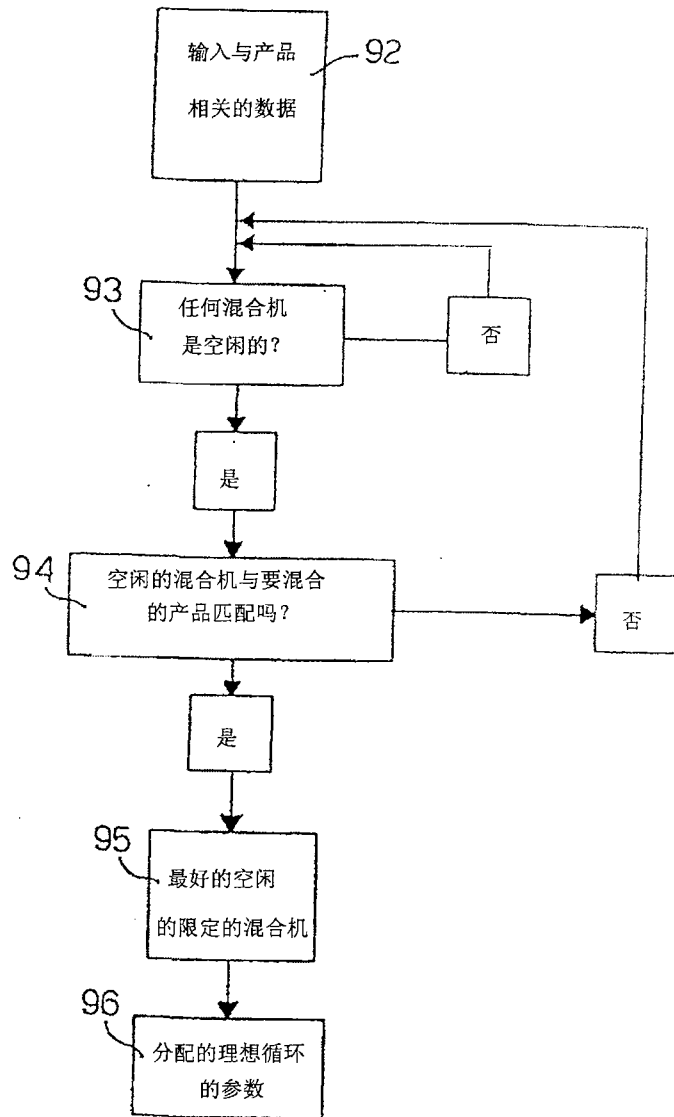 输入与产品
相关的数据
92
93
任何混合机
是空闲的？
否
是
94
空闲的混合机与要混合
的产品匹配吗？
否
是
95
最好的空闲
的限定的混合机
96
分配的理想循环
的参数